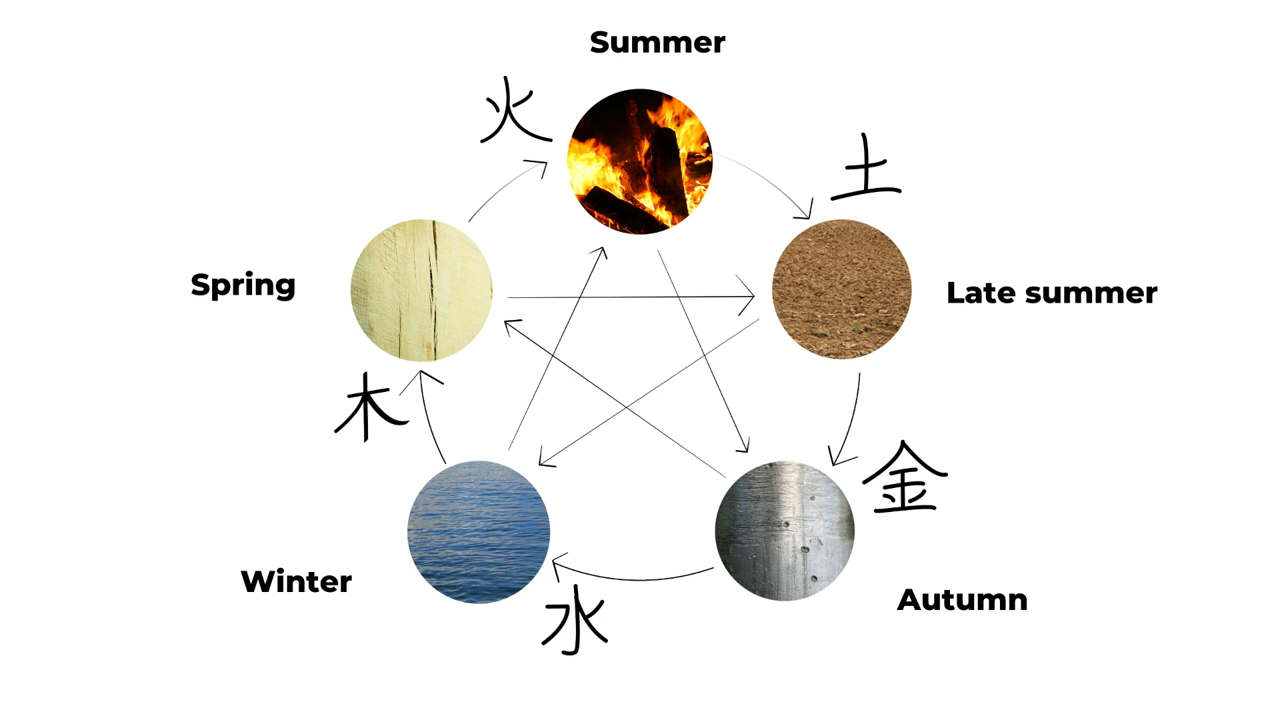 Summer
火
土
Spring
Late summer
木
金
Winter
Autumn
水